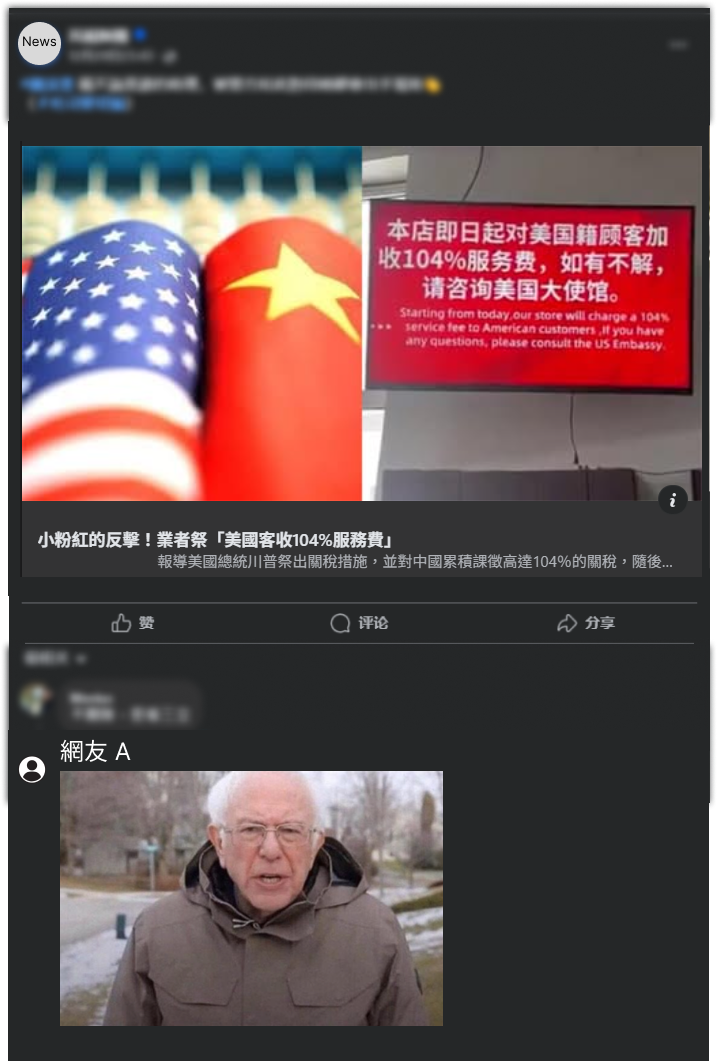 News
本店即日起对美国籍顾客加
收104%服务费，如有不解，
请咨询美国大使馆。
Starting from today,our store will charge a 104%
service fee to American customers ,If you have
any questions, please consult the US Embassy.
小粉紅的反擊！業者祭「美國客收104%服務費」
報導美國總統川普祭出關稅措施，並對中國累積課徵高達104%的關稅，隨後...
赞
评论
分享
網友 A